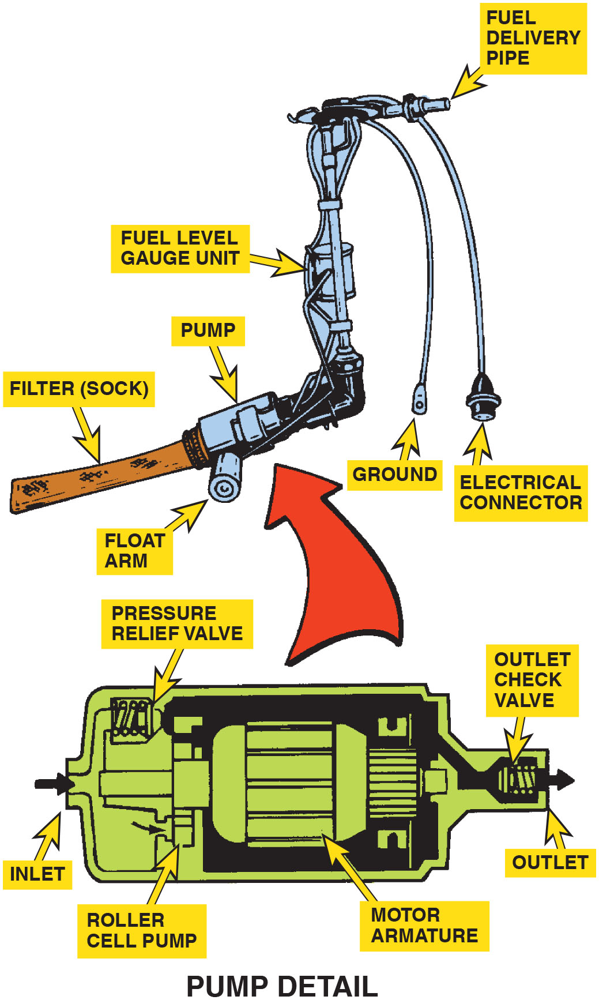 FUEL
DELIVERY
PIPE
FUEL LEVEL
GAUGE UNIT
PUMP
FILTER (SOCK)
GROUND
ELECTRICAL
CONNECTOR
FLOAT
ARM
PRESSURE
RELIEF VALVE
OUTLET
CHECK
VALVE
INLET
OUTLET
ROLLER
CELL PUMP
MOTOR
ARMATURE
PUMP DETAIL